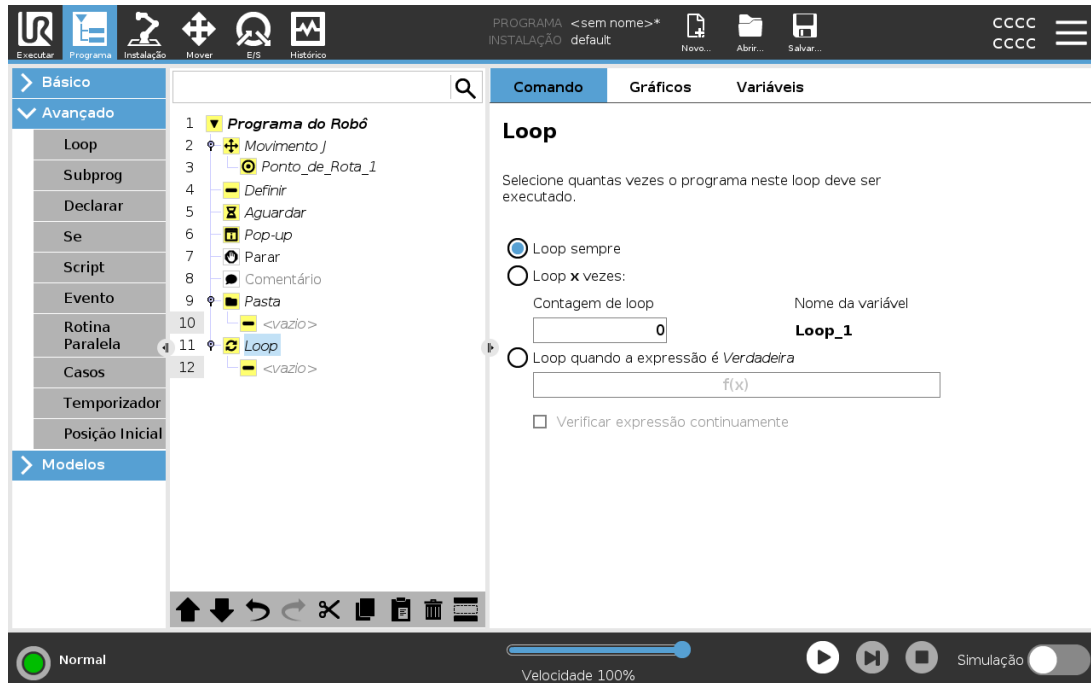 PROGRAMA <sem nome>*
INSTALAÇÃO default
Executar Programa Instalação Mover E/S Histórico Novo... Abrir... Salvar...
CCCC
CCCC
Básico
Avançado
Loop
Subprog
Declarar
Se
Script
Evento
Rotina
Paralela
Casos
Temporizador
Posição Inicial
Modelos
1 Programa do Robô
2 Movimento J
3 Ponto_de_Rota_1
4 Definir
5 Aguardar
6 Pop-up
7 Parar
8 Comentário
9 Pasta
10 <vazio>
11 Loop
12 <vazio>
Comando Gráficos Variáveis
Loop
Selecione quantas vezes o programa neste loop deve ser
executado.
Loop sempre
Loop x vezes:
Contagem de loop Nome da variável
0 Loop_1
Loop quando a expressão é Verdadeira
f(x)
Verificar expressão continuamente
Normal
Velocidade 100%
Simulação